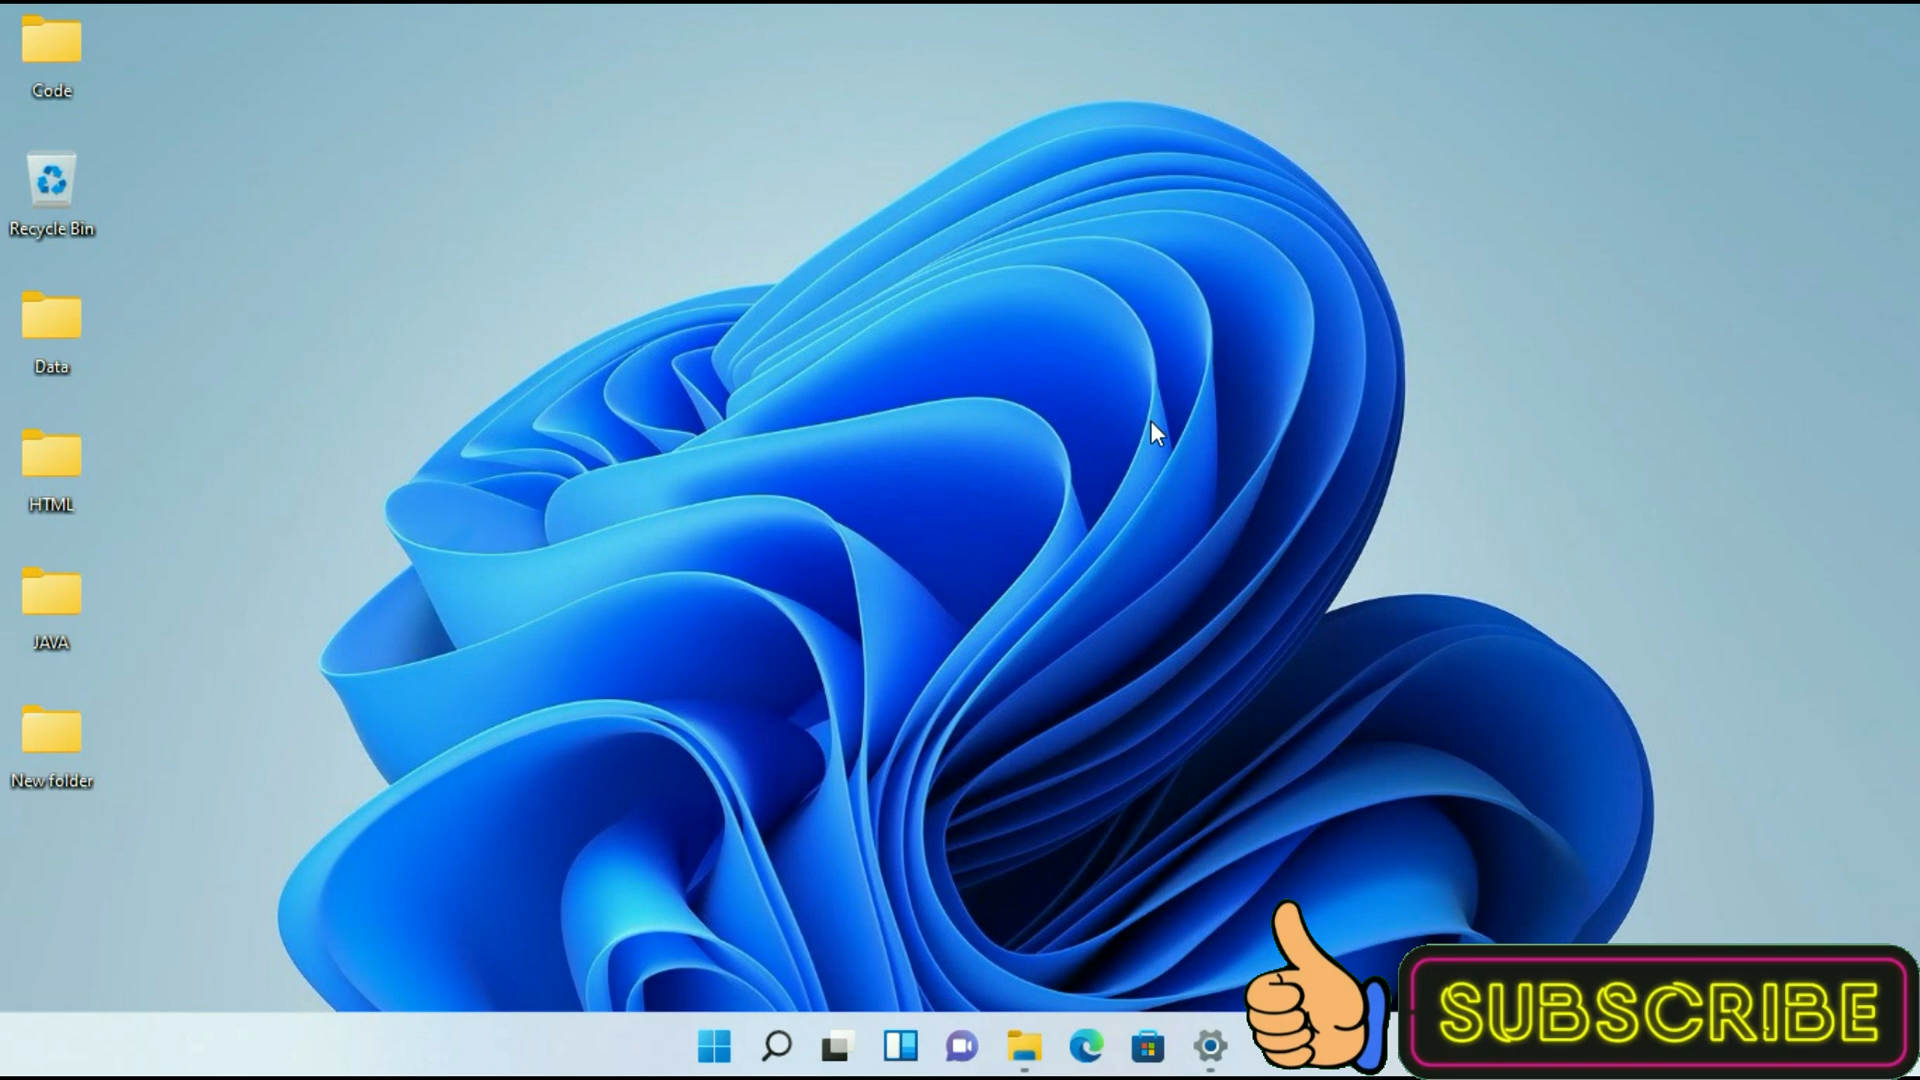 Code
Recycle Bin
Data
HTML
JAVA
New folder
SUBSCRIBE